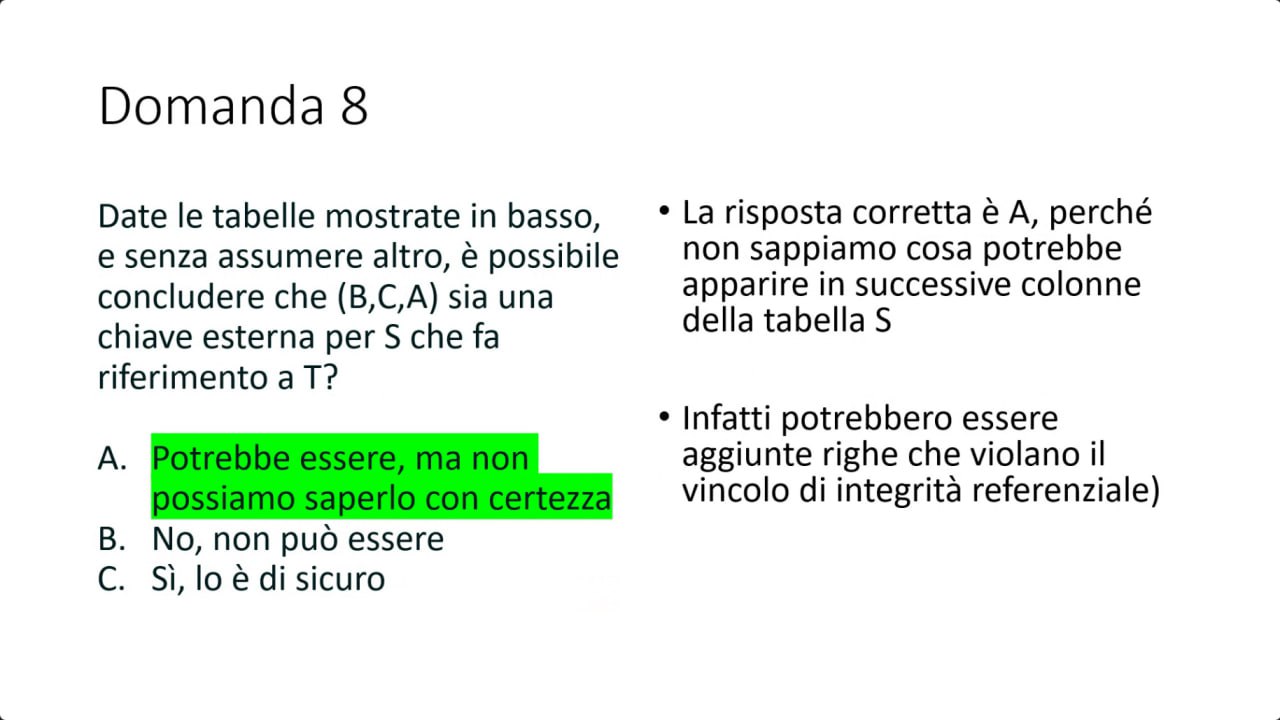 Domanda 8
Date le tabelle mostrate in basso,
e senza assumere altro, è possibile
concludere che (B,C,A) sia una
chiave esterna per S che fa
riferimento a T?
A. Potrebbe essere, ma non
possiamo saperlo con certezza
B. No, non può essere
C. Sì, lo è di sicuro
• La risposta corretta è A, perché
non sappiamo cosa potrebbe
apparire in successive colonne
della tabella S
• Infatti potrebbero essere
aggiunte righe che violano il
vincolo di integrità referenziale)